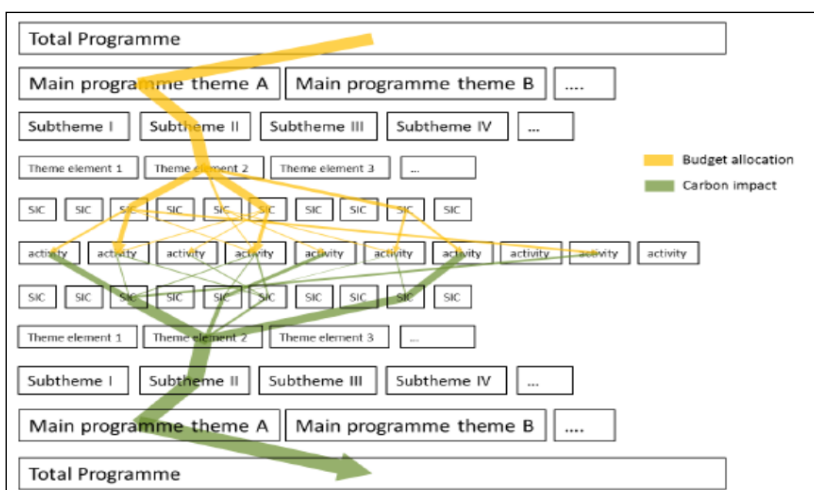 Total Programme
Main programme theme A Main programme theme B ....
Subtheme I Subtheme II Subtheme III Subtheme IV ...
Theme element 1 Theme element 2 Theme element 3 ...
Budget allocation
Carbon impact
SIC SIC SIC SIC SIC SIC SIC SIC SIC SIC
activity activity activity activity activity activity activity activity activity activity
SIC SIC SIC SIC SIC SIC SIC SIC SIC SIC
Theme element 1 Theme element 2 Theme element 3 ...
Subtheme I Subtheme II Subtheme III Subtheme IV ...
Main programme theme A Main programme theme B ....
Total Programme